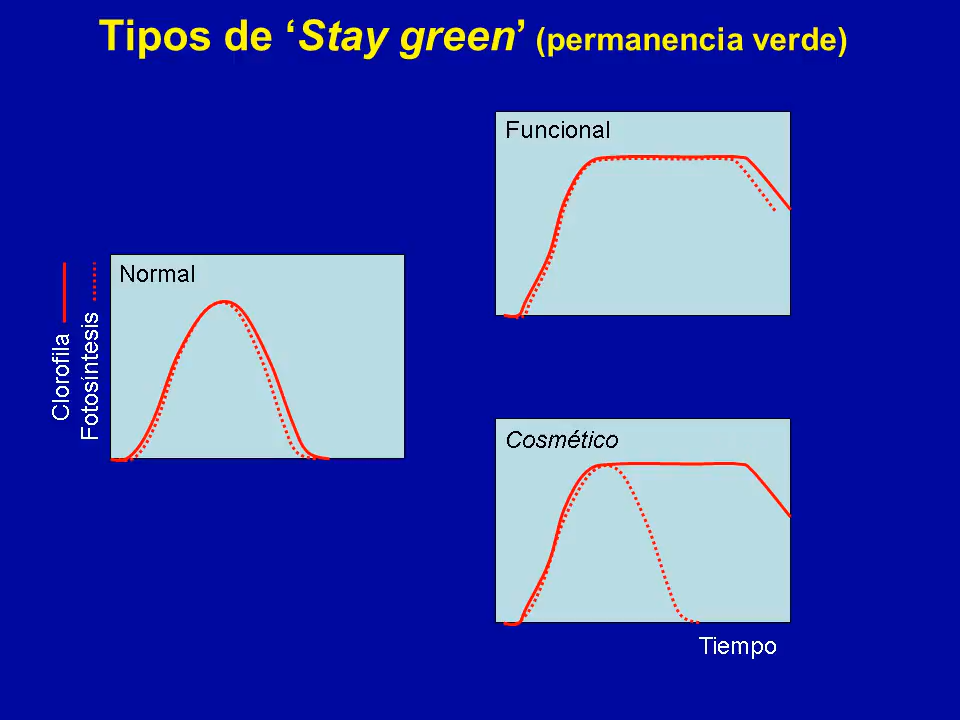 Tipos de ‘Stay green’ (permanencia verde)
Funcional
Normal
Clorofila
Fotosíntesis
Cosmético
Tiempo